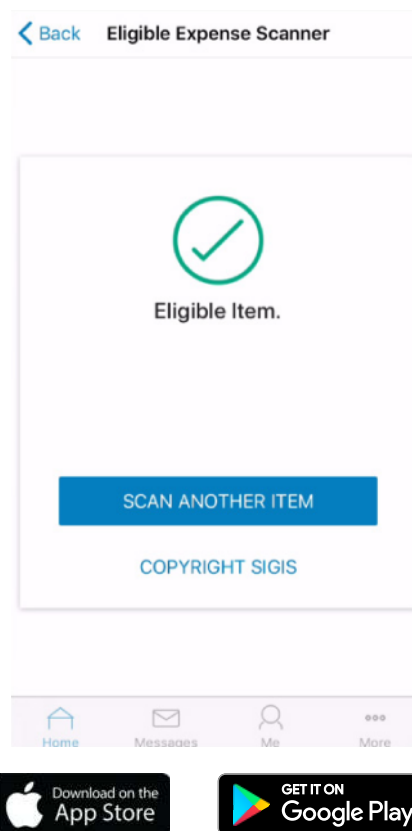 Back Eligible Expense Scanner
Eligible Item.
SCAN ANOTHER ITEM
COPYRIGHT SIGIS
Home Messages Me More
Download on the
App Store
GET IT ON
Google Play